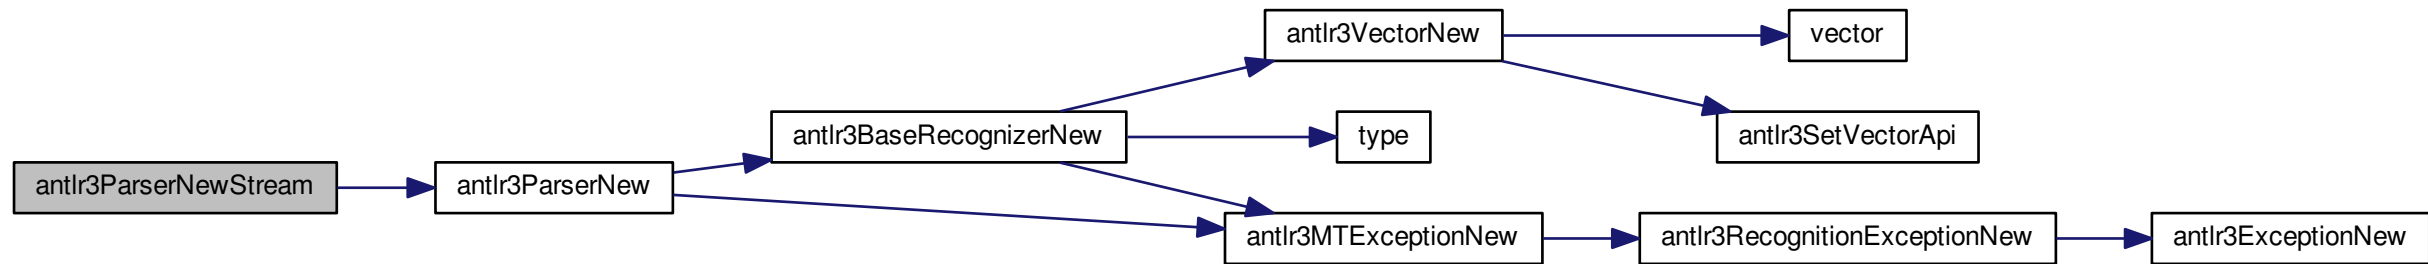 antlr3ParserNewStream
antlr3ParserNew
antlr3BaseRecognizerNew
antlr3VectorNew
vector
antlr3SetVectorApi
type
antlr3MTExceptionNew
antlr3RecognitionExceptionNew
antlr3ExceptionNew